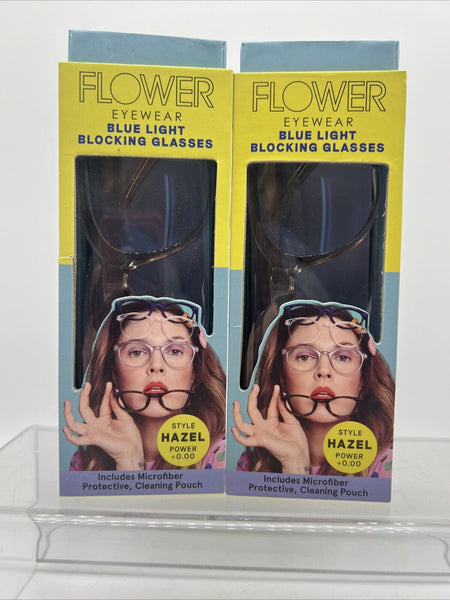 FLOWER
EYEWEAR
BLUE LIGHT
BLOCKING GLASSES
STYLE
HAZEL
POWER
+0.00
Includes Microfiber
Protective, Cleaning Pouch
FLOWER
EYEWEAR
BLUE LIGHT
BLOCKING GLASSES
STYLE
HAZEL
POWER
+0.00
Includes Microfiber
Protective, Cleaning Pouch